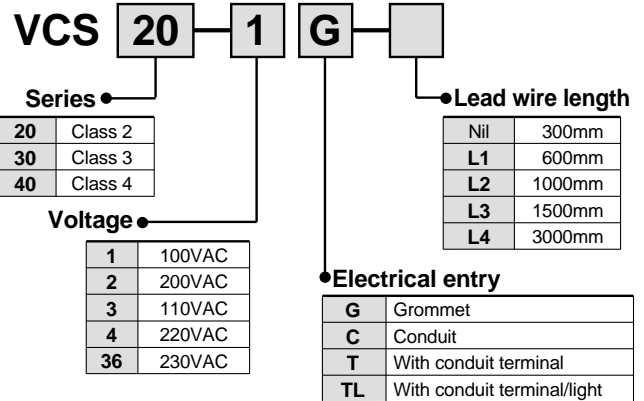 VCS 20 1 G
Series
20 Class 2
30 Class 3
40 Class 4
Voltage
1 100VAC
2 200VAC
3 110VAC
4 220VAC
36 230VAC
Lead wire length
Nil 300mm
L1 600mm
L2 1000mm
L3 1500mm
L4 3000mm
Electrical entry
G Grommet
C Conduit
T With conduit terminal
TL With conduit terminal/light